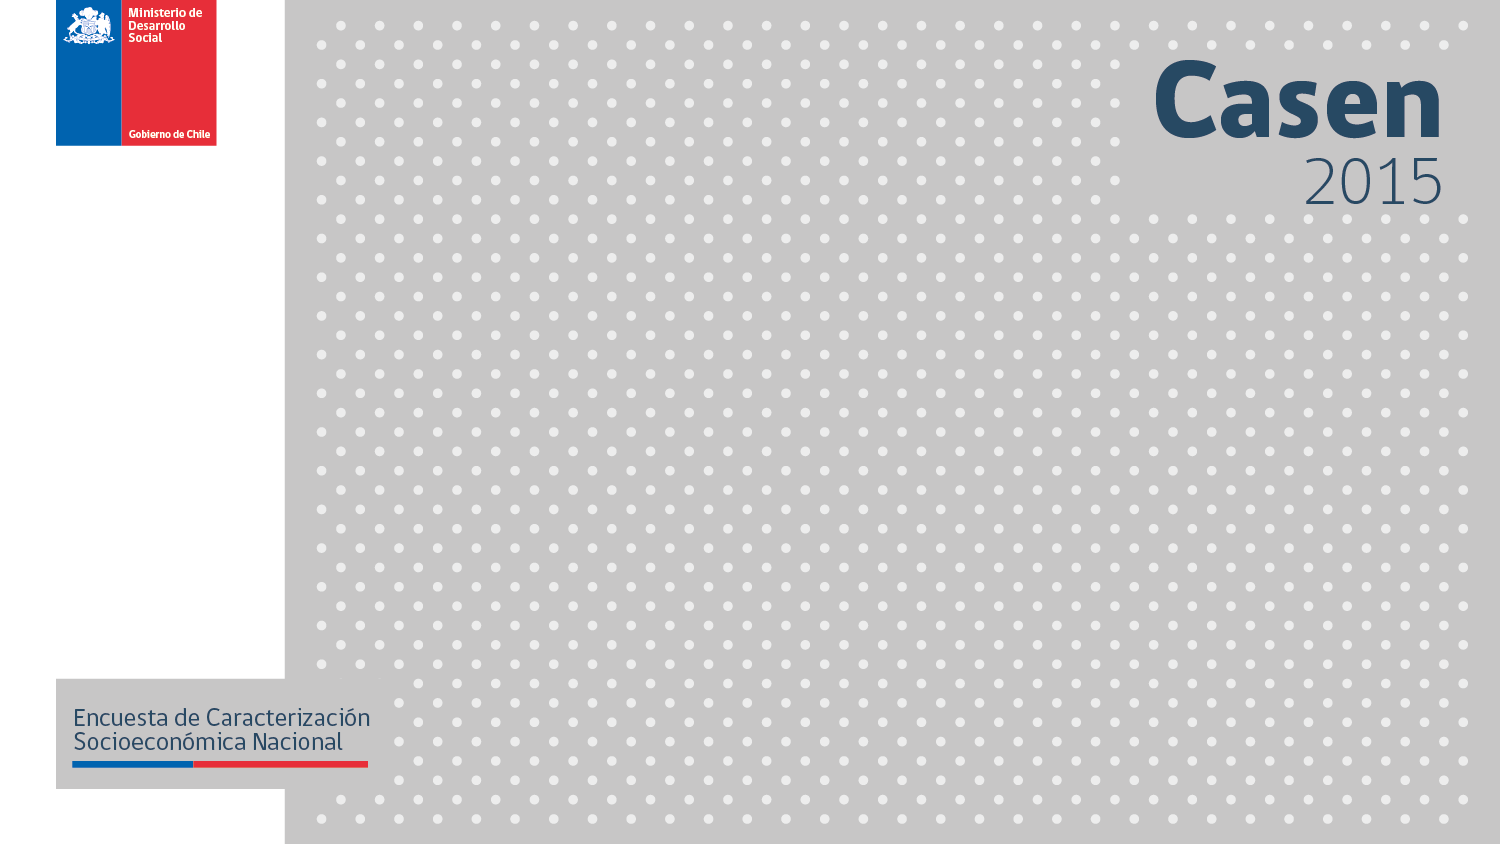 Ministerio de
Desarrollo
Social
Gobierno de Chile
Casen
2015
Encuesta de Caracterización
Socioeconómica Nacional